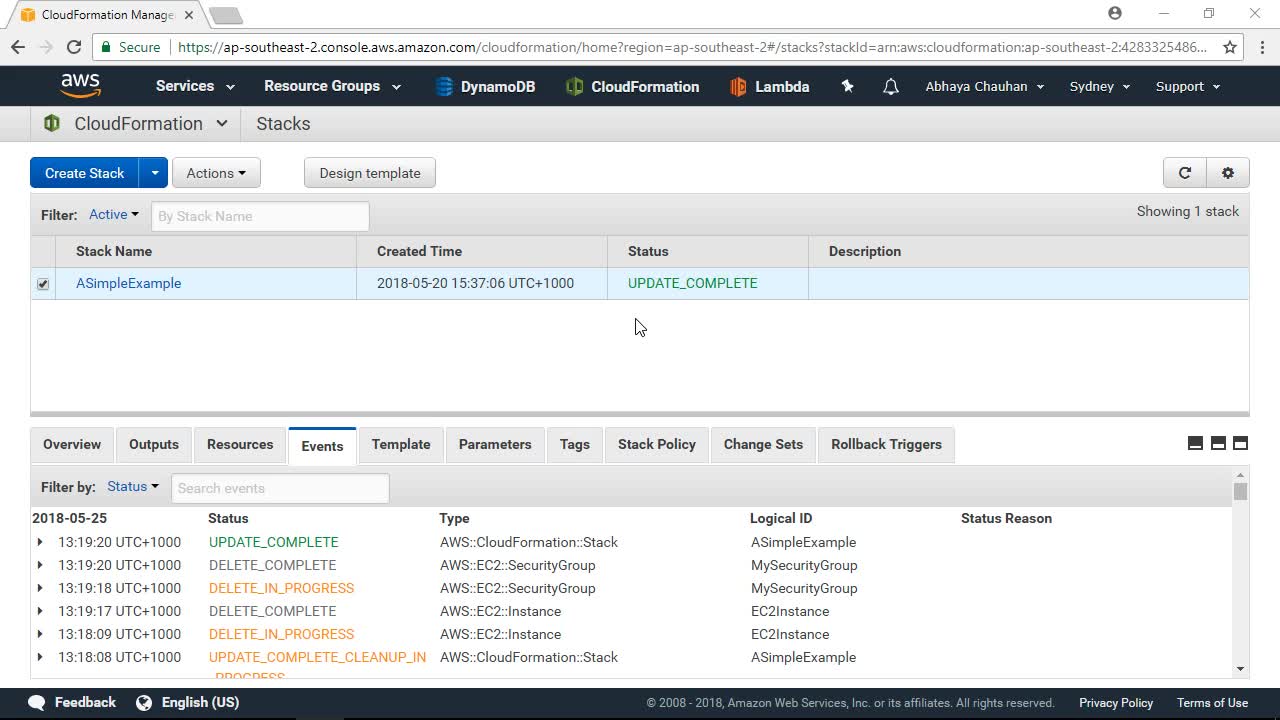 CloudFormation Manage
Secure https://ap-southeast-2.console.aws.amazon.com/cloudformation/home?region=ap-southeast-2#/stacks?stackId=arn:aws:cloudformation:ap-southeast-2:4283325486...
aws Services Resource Groups DynamoDB CloudFormation Lambda Abhaya Chauhan Sydney Support
CloudFormation Stacks
Create Stack Actions Design template
Filter: Active By Stack Name Showing 1 stack
Stack Name Created Time Status Description
ASimpleExample 2018-05-20 15:37:06 UTC+1000 UPDATE_COMPLETE
Overview Outputs Resources Events Template Parameters Tags Stack Policy Change Sets Rollback Triggers
Filter by: Status Search events
2018-05-25 Status Type Logical ID Status Reason
13:19:20 UTC+1000 UPDATE_COMPLETE AWS::CloudFormation::Stack ASimpleExample
13:19:20 UTC+1000 DELETE_COMPLETE AWS::EC2::SecurityGroup MySecurityGroup
13:19:18 UTC+1000 DELETE_IN_PROGRESS AWS::EC2::SecurityGroup MySecurityGroup
13:19:17 UTC+1000 DELETE_COMPLETE AWS::EC2::Instance EC2Instance
13:18:09 UTC+1000 DELETE_IN_PROGRESS AWS::EC2::Instance EC2Instance
13:18:08 UTC+1000 UPDATE_COMPLETE_CLEANUP_IN AWS::CloudFormation::Stack ASimpleExample
_PROGRESS
Feedback English (US) © 2008 - 2018, Amazon Web Services, Inc. or its affiliates. All rights reserved. Privacy Policy Terms of Use